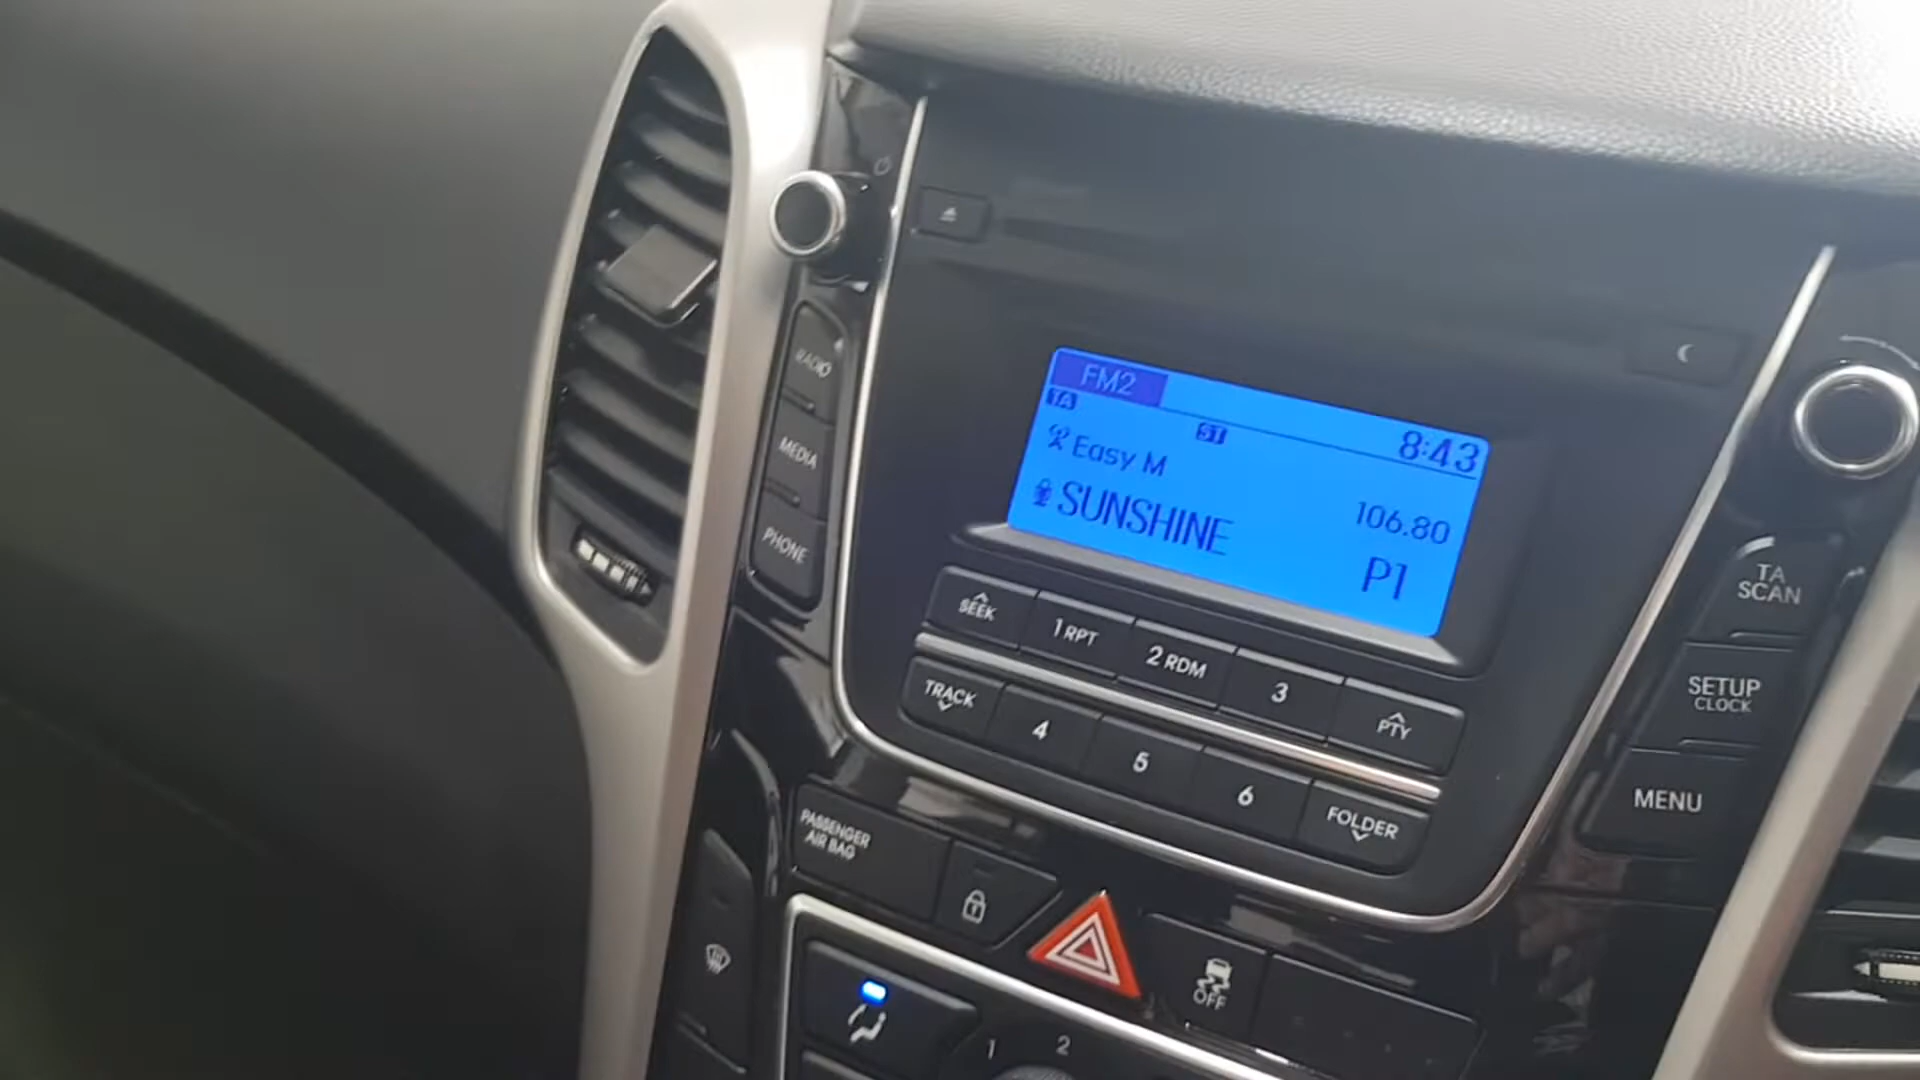 RADIO
MEDIA
PHONE
FM2
TA
ST
8:43
Easy M
SUNSHINE
106.80
P1
SEEK
1 RPT
2 RDM
3
PTY
TRACK
4
5
6
FOLDER
TA
SCAN
SETUP
CLOCK
MENU
PASSENGER
AIR BAG
OFF
1
2